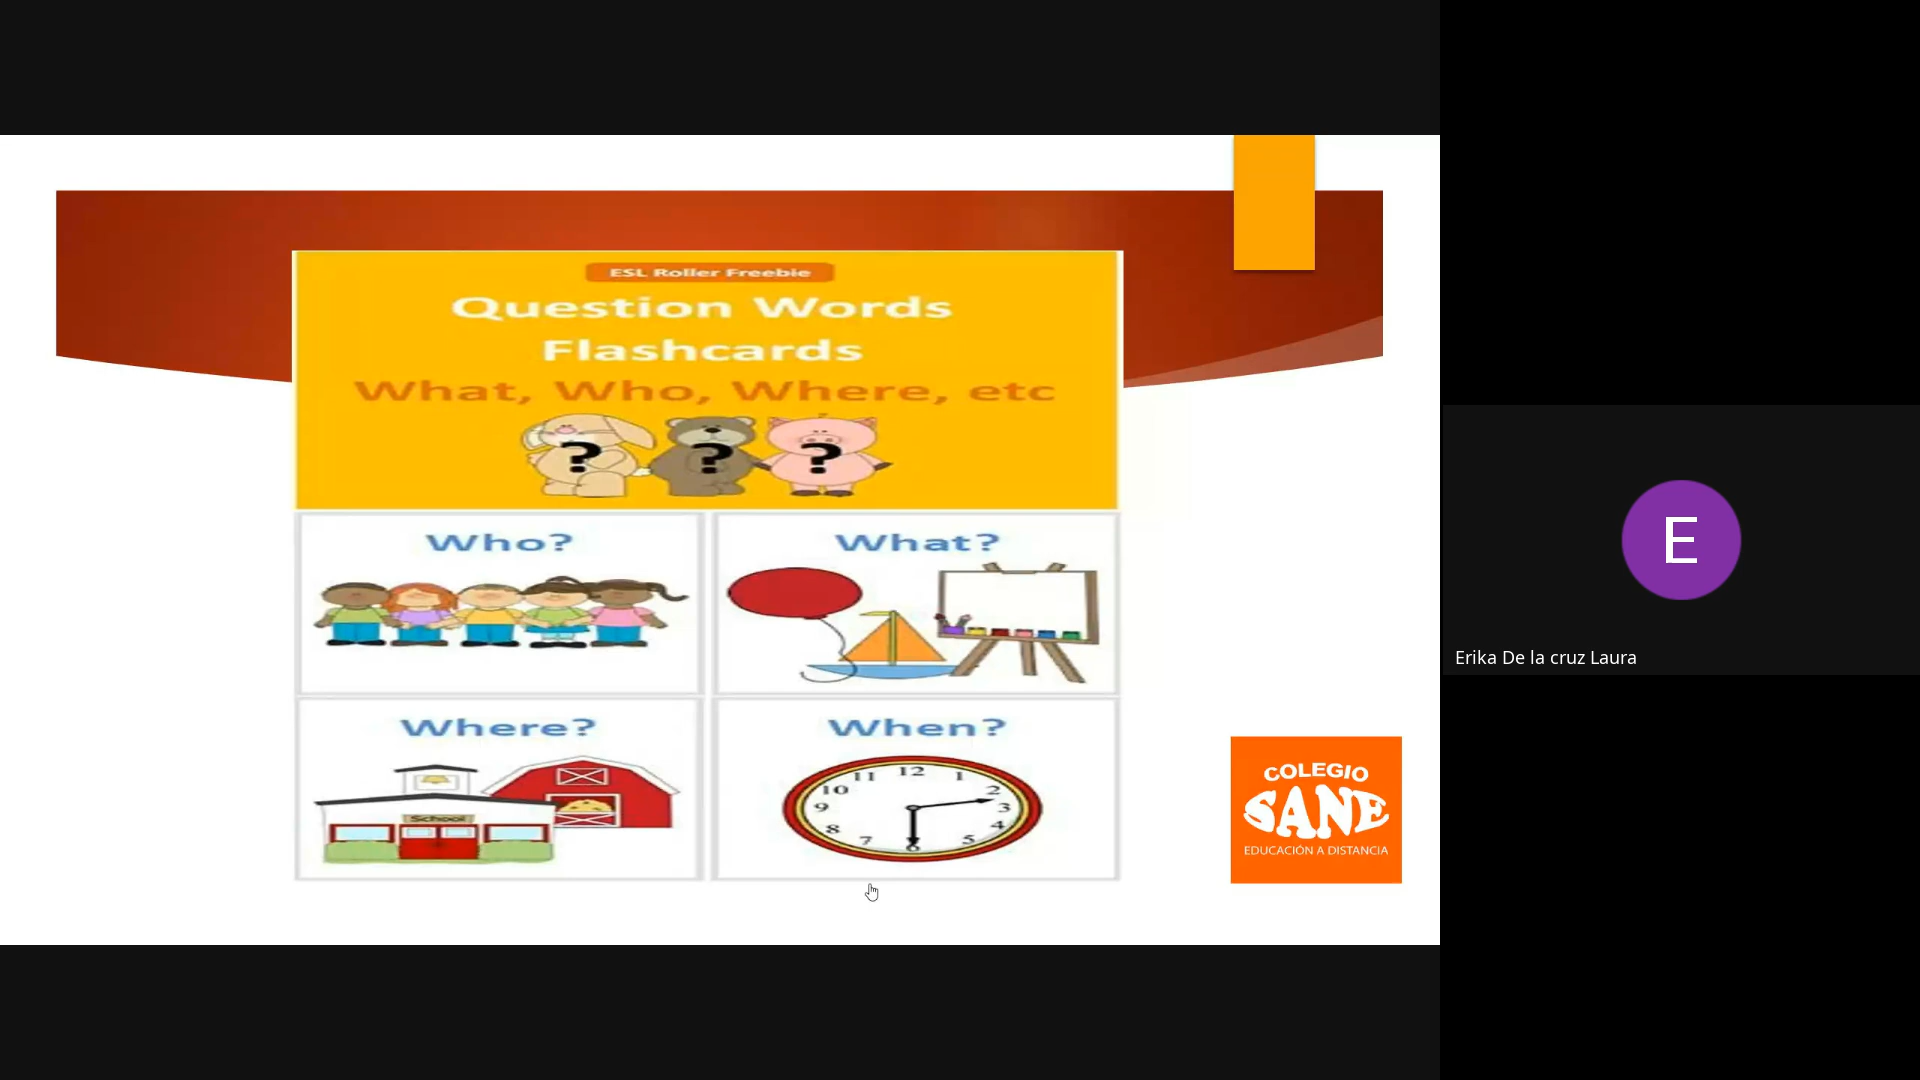 ESL Roller Freebie
Question Words
Flashcards
What, Who, Where, etc
? ? ?
Who?
What?
Where?
School
When?
12
11 1
10 2
9 3
8 4
7 5
6
COLEGIO
SANE
EDUCACIÓN A DISTANCIA
E
Erika De la cruz Laura